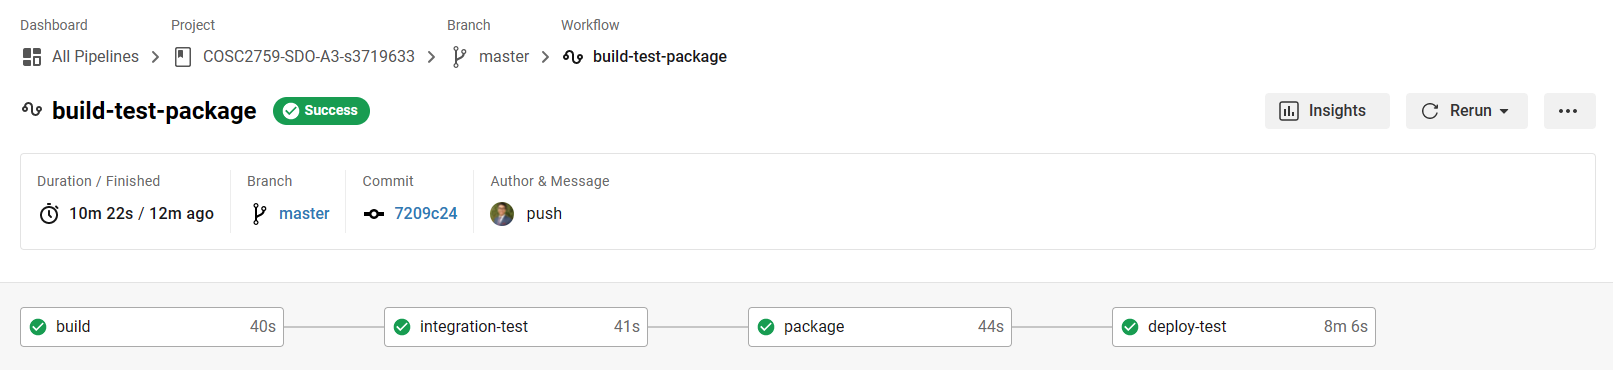 Dashboard Project Branch Workflow
All Pipelines COSC2759-SDO-A3-s3719633 master build-test-package
build-test-package Success Insights Rerun
Duration / Finished Branch Commit Author & Message
10m 22s / 12m ago master 7209c24 push
build 40s integration-test 41s package 44s deploy-test 8m 6s